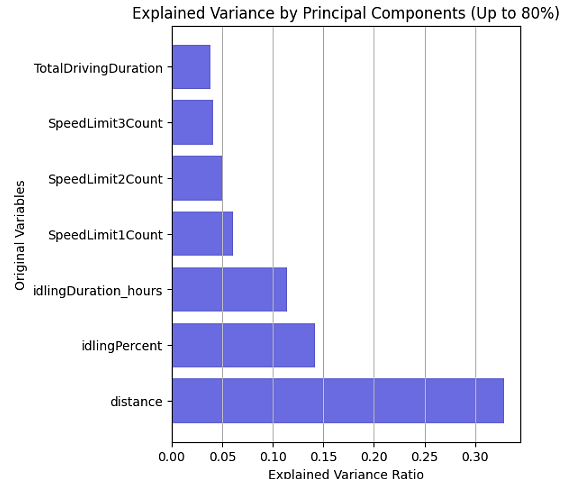 Explained Variance by Principal Components (Up to 80%)
TotalDrivingDuration
SpeedLimit3Count
SpeedLimit2Count
SpeedLimit1Count
idlingDuration_hours
idlingPercent
distance
Original Variables
0.00 0.05 0.10 0.15 0.20 0.25 0.30
Explained Variance Ratio